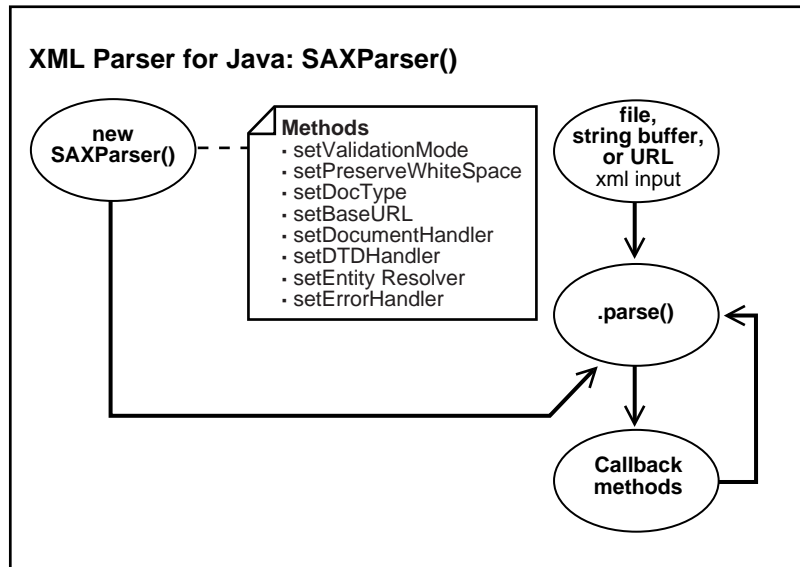 XML Parser for Java: SAXParser()
new
SAXParser()
Methods
· setValidationMode
· setPreserveWhiteSpace
· setDocType
· setBaseURL
· setDocumentHandler
· setDTDHandler
· setEntity Resolver
· setErrorHandler
file,
string buffer,
or URL
xml input
.parse()
Callback
methods